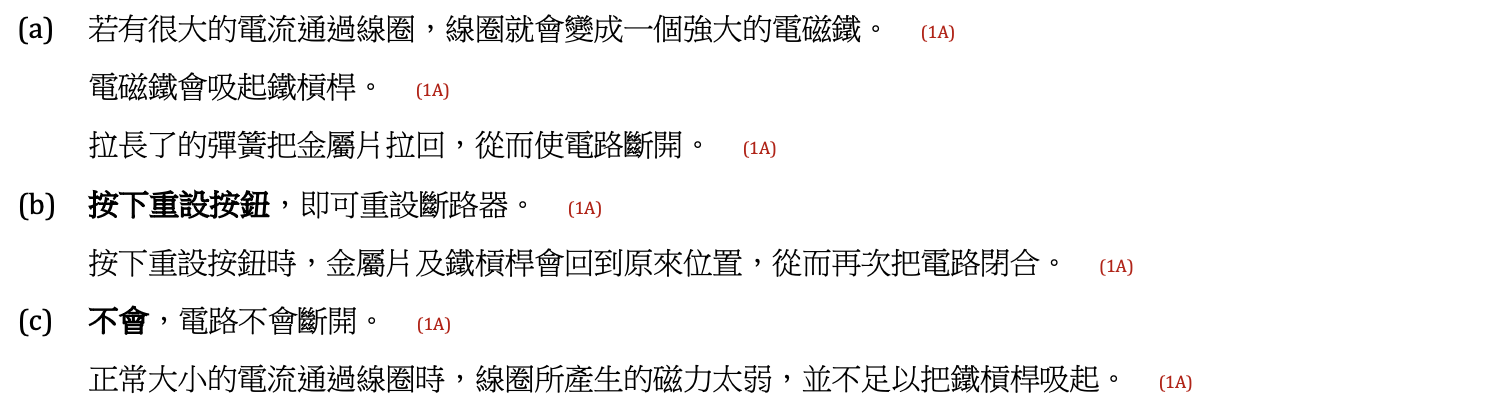 (a) 若有很大的電流通過線圈，線圈就會變成一個強大的電磁鐵。 (1A)
電磁鐵會吸起鐵槓桿。 (1A)
拉長了的彈簧把金屬片拉回，從而使電路斷開。 (1A)
(b) 按下重設按鈕，即可重設斷路器。 (1A)
按下重設按鈕時，金屬片及鐵槓桿會回到原來位置，從而再次把電路閉合。 (1A)
(c) 不會，電路不會斷開。 (1A)
正常大小的電流通過線圈時，線圈所產生的磁力太弱，並不足以把鐵槓桿吸起。 (1A)